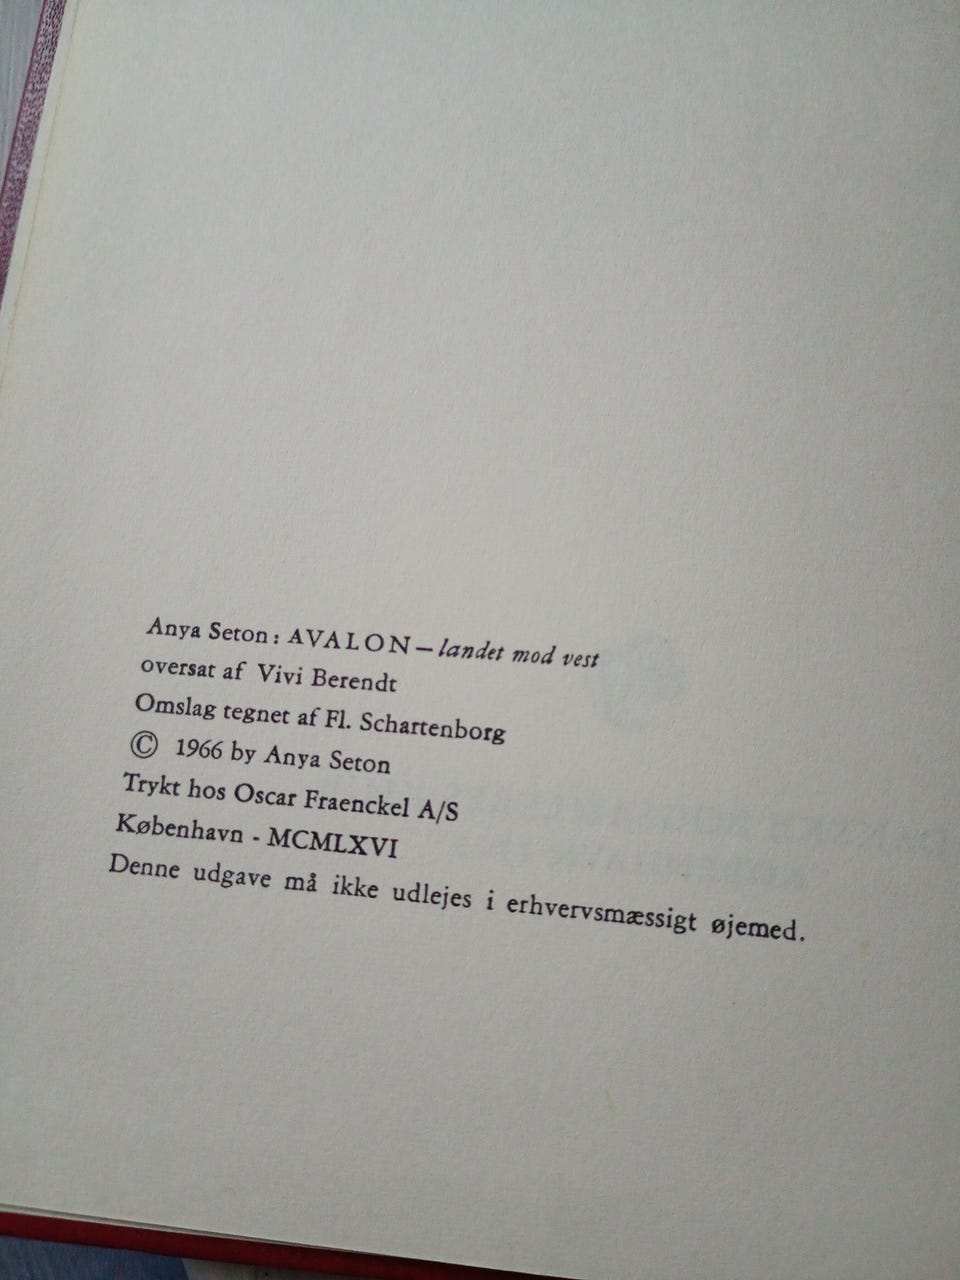 Anya Seton: AVALON – landet mod vest
oversat af Vivi Berendt
Omslag tegnet af Fl. Schartenborg
© 1966 by Anya Seton
Trykt hos Oscar Fraenckel A/S
København - MCMLXVI
Denne udgave må ikke udlejes i erhvervsmæssigt øjemed.